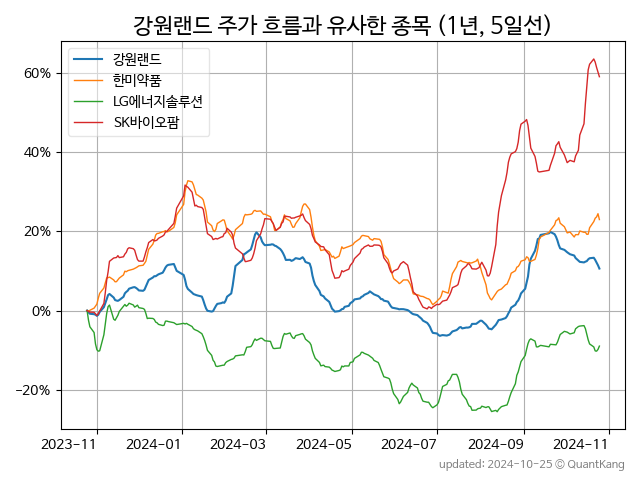 강원랜드 주가 흐름과 유사한 종목 (1년, 5일선)
강원랜드
한미약품
LG에너지솔루션
SK바이오팜
60%
40%
20%
0%
−20%
2023-11 2024-01 2024-03 2024-05 2024-07 2024-09 2024-11
updated: 2024-10-25 © QuantKang